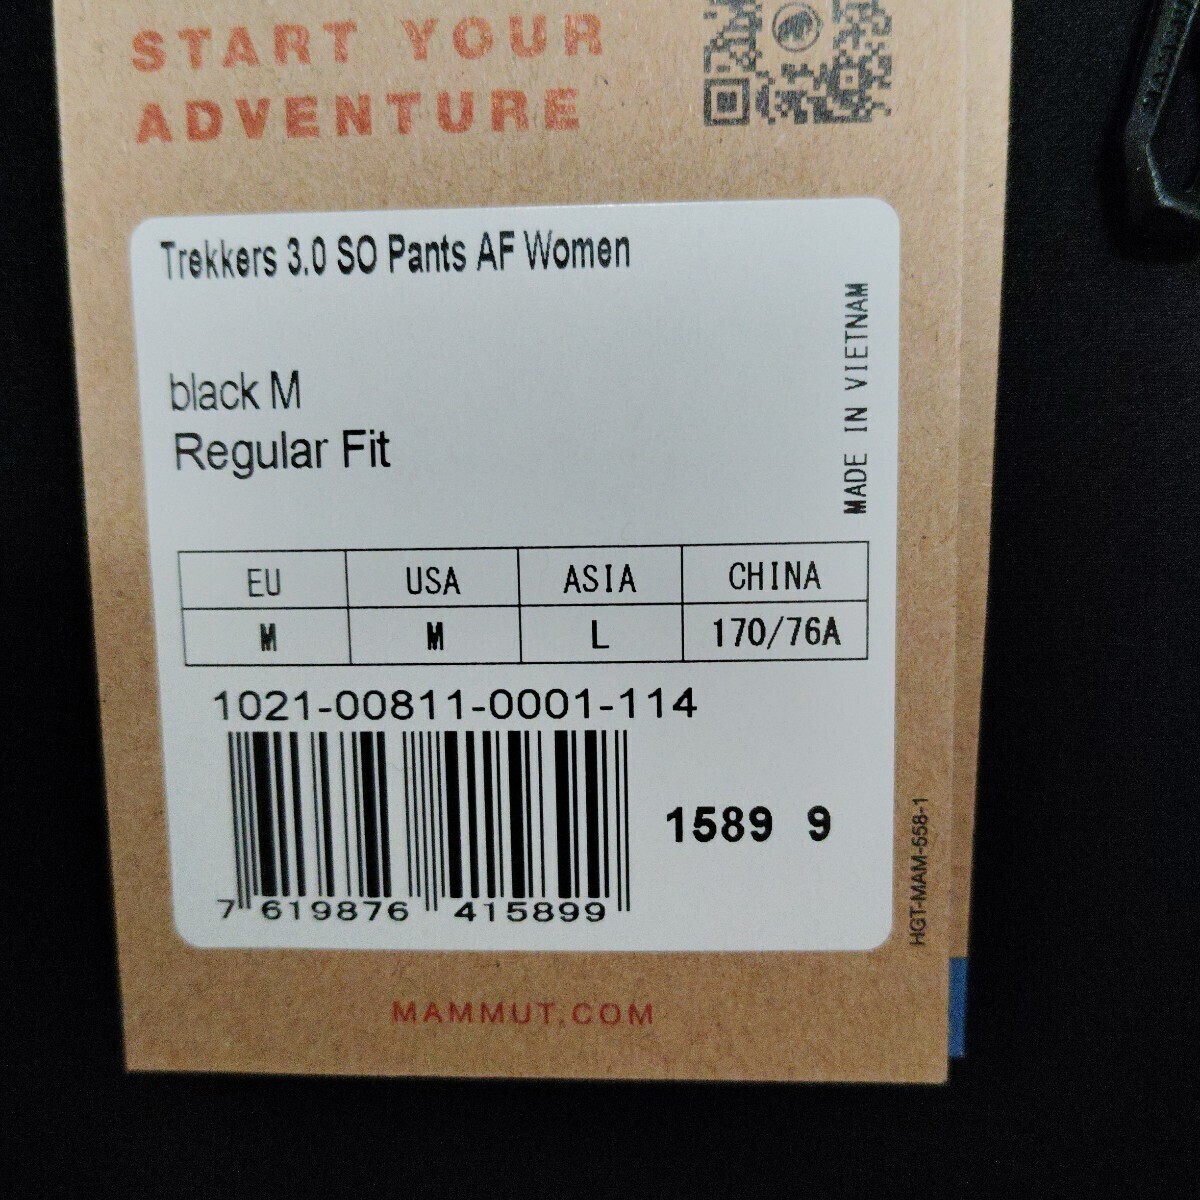 START YOUR
ADVENTURE
Trekkers 3.0 SO Pants AF Women
black M
Regular Fit
MADE IN VIETNAM
EU USA ASIA CHINA
M M L 170/76A
1021-00811-0001-114
1589 9
7 619876 415899
HGT-MAM-558-1
MAMMUT.COM